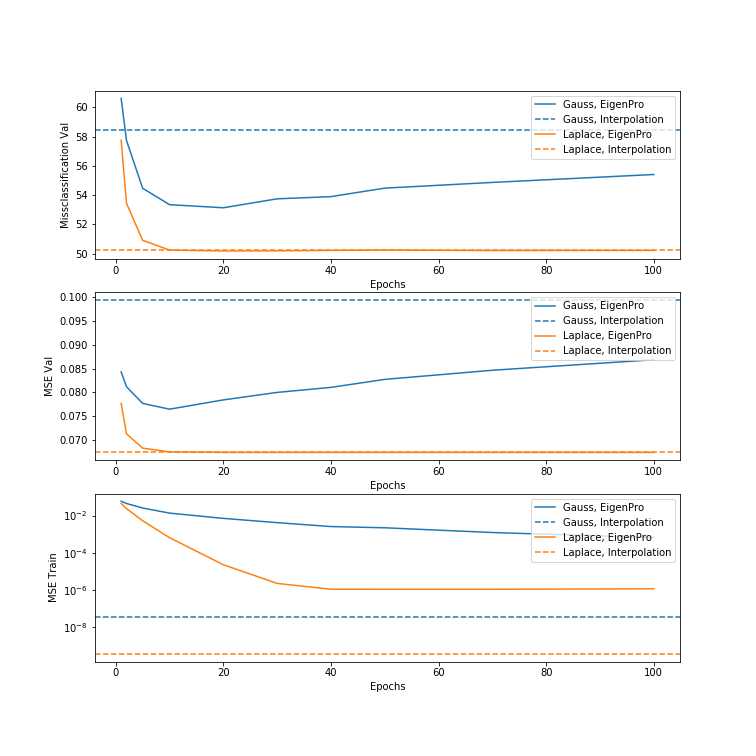 Missclassification Val
60
58
56
54
52
50
Gauss, EigenPro
Gauss, Interpolation
Laplace, EigenPro
Laplace, Interpolation
0 20 40 60 80 100
Epochs
MSE Val
0.100
0.095
0.090
0.085
0.080
0.075
0.070
Gauss, EigenPro
Gauss, Interpolation
Laplace, EigenPro
Laplace, Interpolation
0 20 40 60 80 100
Epochs
MSE Train
10⁻²
10⁻⁴
10⁻⁶
10⁻⁸
Gauss, EigenPro
Gauss, Interpolation
Laplace, EigenPro
Laplace, Interpolation
0 20 40 60 80 100
Epochs